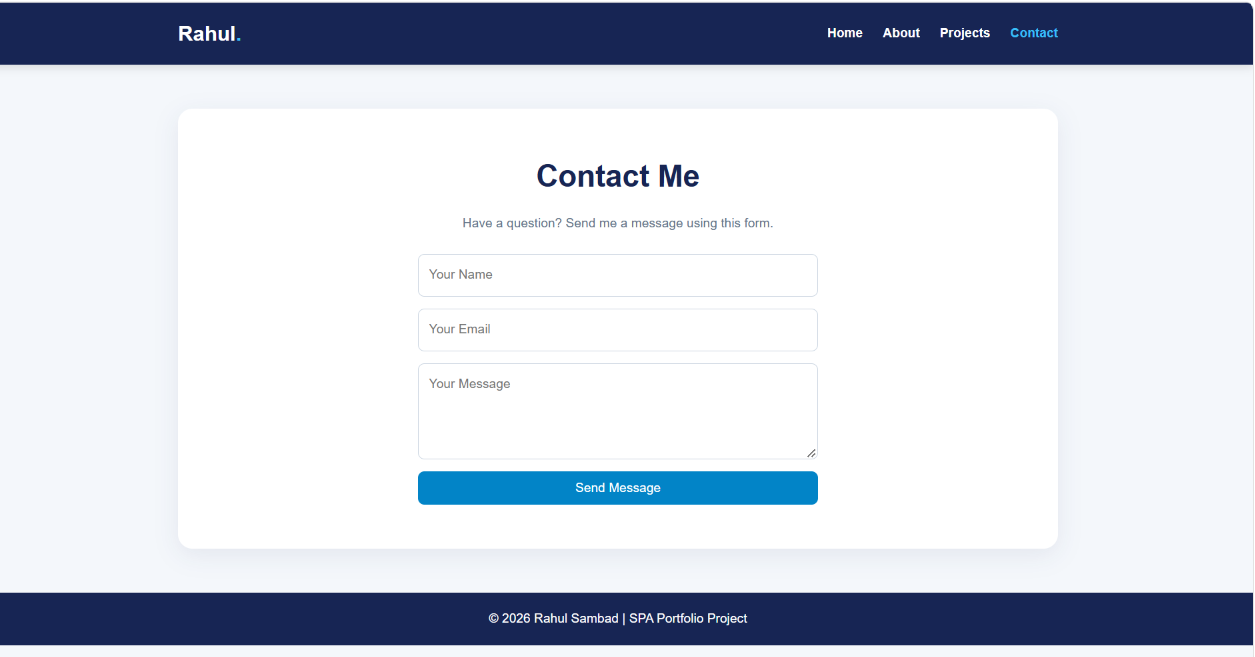 Rahul.
Home About Projects Contact
Contact Me
Have a question? Send me a message using this form.
Your Name
Your Email
Your Message
Send Message
© 2026 Rahul Sambad | SPA Portfolio Project